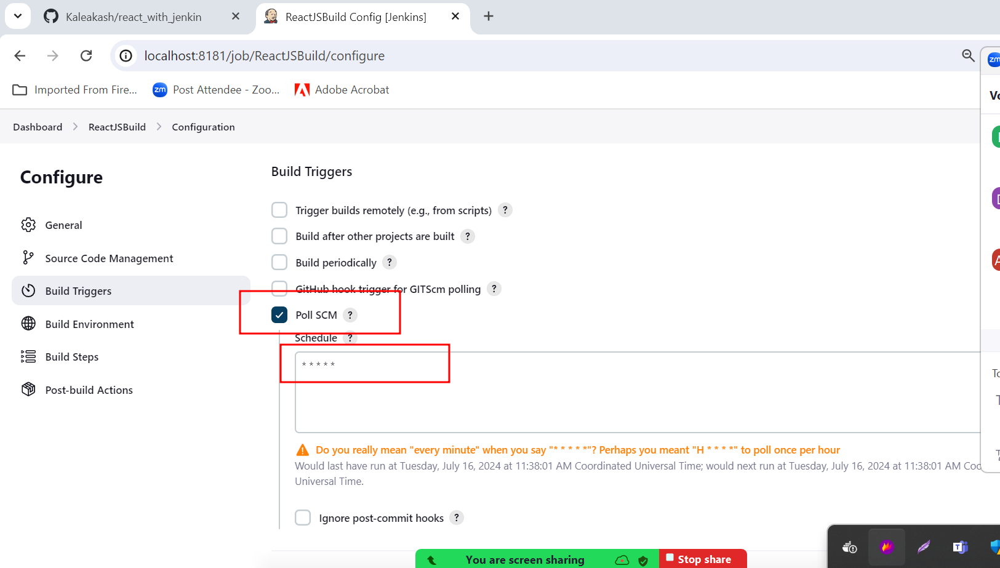 Kaleakash/react_with_jenkin
ReactJSBuild Config [Jenkins]
localhost:8181/job/ReactJSBuild/configure
Imported From Fire...
zm Post Attendee - Zoo...
Adobe Acrobat
Dashboard
ReactJSBuild
Configuration
Configure
General
Source Code Management
Build Triggers
Build Environment
Build Steps
Post-build Actions
Build Triggers
Trigger builds remotely (e.g., from scripts) ?
Build after other projects are built ?
Build periodically ?
GitHub hook trigger for GITScm polling ?
Poll SCM ?
Schedule ?
* * * * *
Do you really mean "every minute" when you say "* * * * *"? Perhaps you meant "H * * * *" to poll once per hour
Would last have run at Tuesday, July 16, 2024 at 11:38:01 AM Coordinated Universal Time; would next run at Tuesday, July 16, 2024 at 11:38:01 AM Coo
Universal Time.
Ignore post-commit hooks ?
You are screen sharing
Stop share